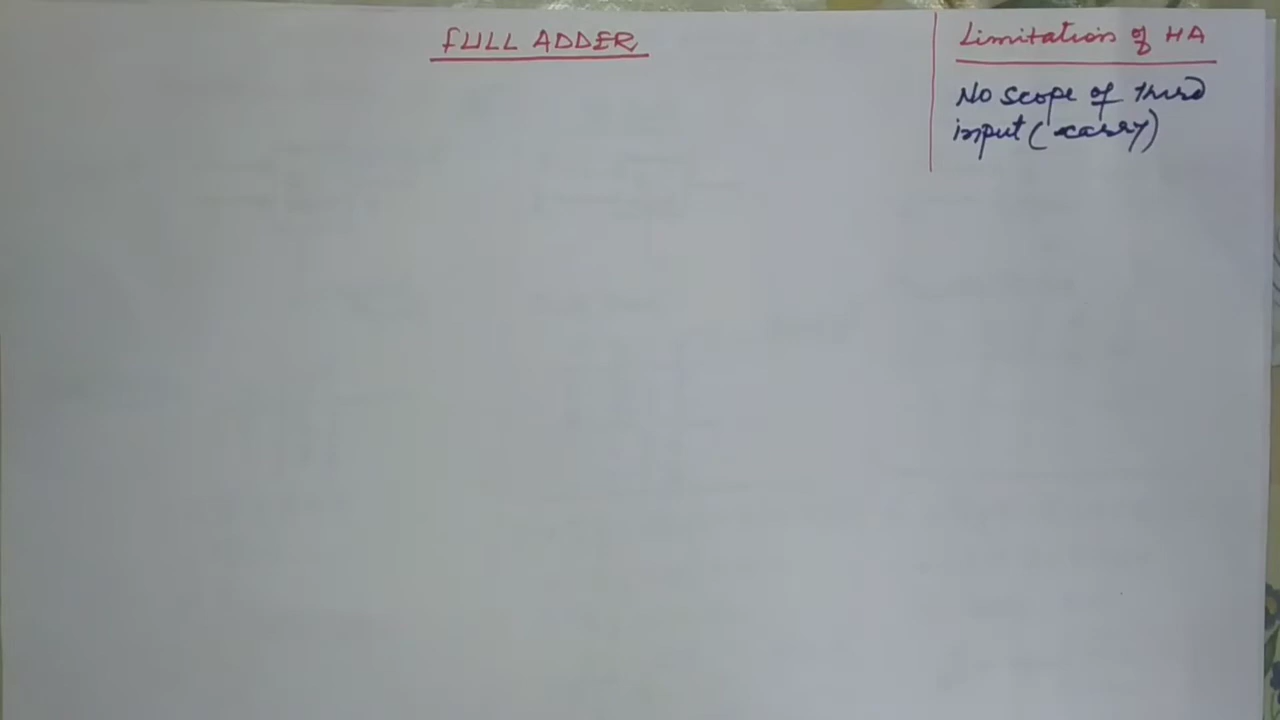 FULL ADDER
Limitation of HA
No scope of third
input (carry)